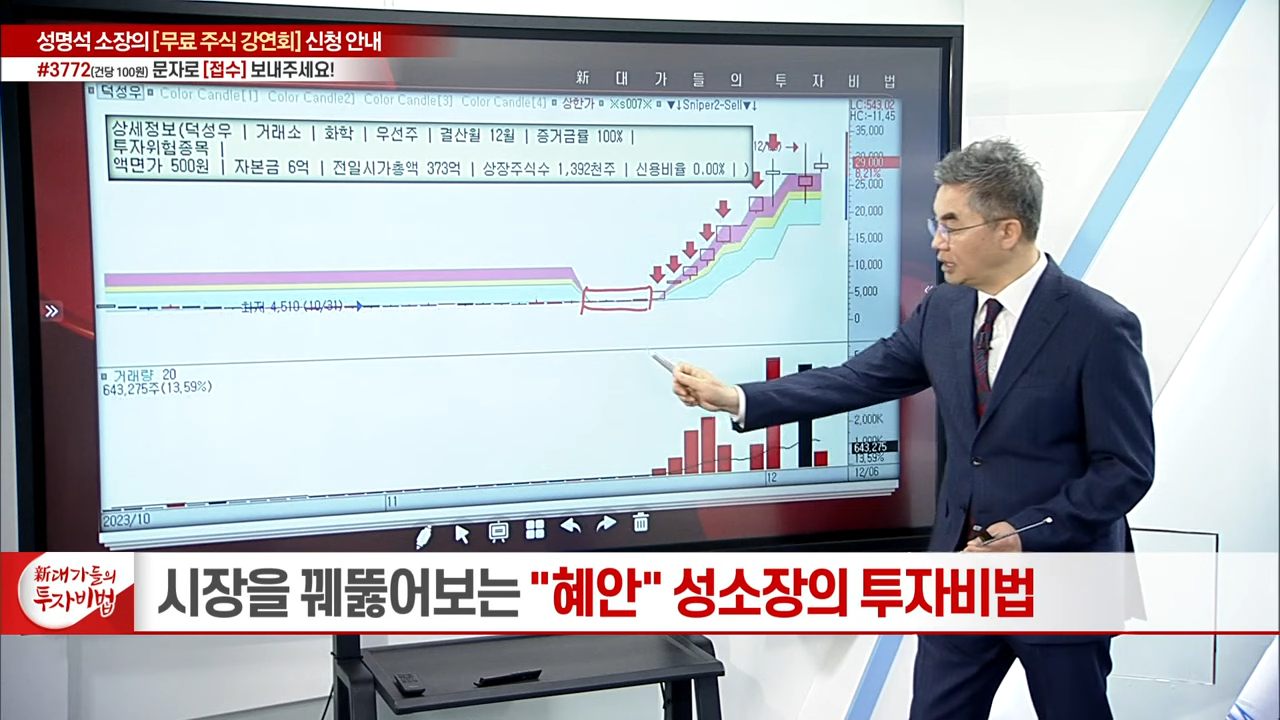 성명석 소장의 [무료 주식 강연회] 신청 안내
#3772(건당 100원) 문자로 [접수] 보내주세요!
新 대 가 들 의 투 자 비 법
덕성우 Color Candle[1] Color Candle2] Color Candle[3] Color Candle[4] 상한가 ※s007※ ▼↓Sniper2-Sell▼↓
LC:543.02
HC:-11.45
상세정보(덕성우 | 거래소 | 화학 | 우선주 | 결산월 12월 | 증거금률 100% |
투자위험종목 |
액면가 500원 | 자본금 6억 | 전일시가총액 373억 | 상장주식수 1,392천주 | 신용비율 0.00% | )
35,000
29,000
8.21%
25,000
20,000
15,000
10,000
5,000
0
최저 4,510 (10/31)
거래량 20
643,275주(13.59%)
2,000K
643,275
13.59%
2023/10
11
12
12/06
新대가들의
투자비법
시장을 꿰뚫어보는 "혜안" 성소장의 투자비법